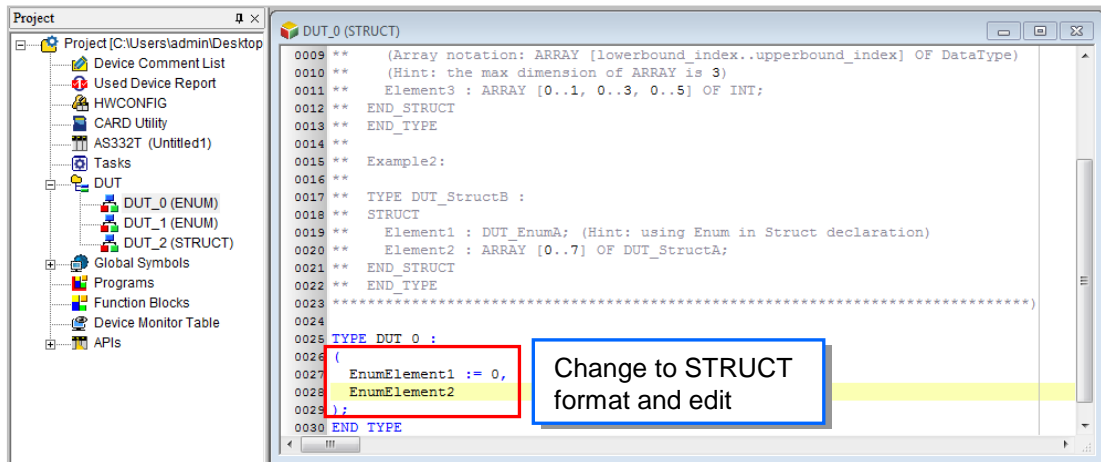 Project
Project [C:\Users\admin\Desktop
Device Comment List
Used Device Report
HWCONFIG
CARD Utility
AS332T (Untitled1)
Tasks
DUT
DUT_0 (ENUM)
DUT_1 (ENUM)
DUT_2 (STRUCT)
Global Symbols
Programs
Function Blocks
Device Monitor Table
APIs
DUT_0 (STRUCT)
0009 ** (Array notation: ARRAY [lowerbound_index..upperbound_index] OF DataType)
0010 ** (Hint: the max dimension of ARRAY is 3)
0011 ** Element3 : ARRAY [0..1, 0..3, 0..5] OF INT;
0012 ** END_STRUCT
0013 ** END_TYPE
0014 **
0015 ** Example2:
0016 **
0017 ** TYPE DUT_StructB :
0018 ** STRUCT
0019 ** Element1 : DUT_EnumA; (Hint: using Enum in Struct declaration)
0020 ** Element2 : ARRAY [0..7] OF DUT_StructA;
0021 ** END_STRUCT
0022 ** END_TYPE
0023 ********************************************************************************)
0024
0025 TYPE DUT_0 :
0026 (
0027 EnumElement1 := 0,
0028 EnumElement2
0029 );
0030 END_TYPE
Change to STRUCT
format and edit